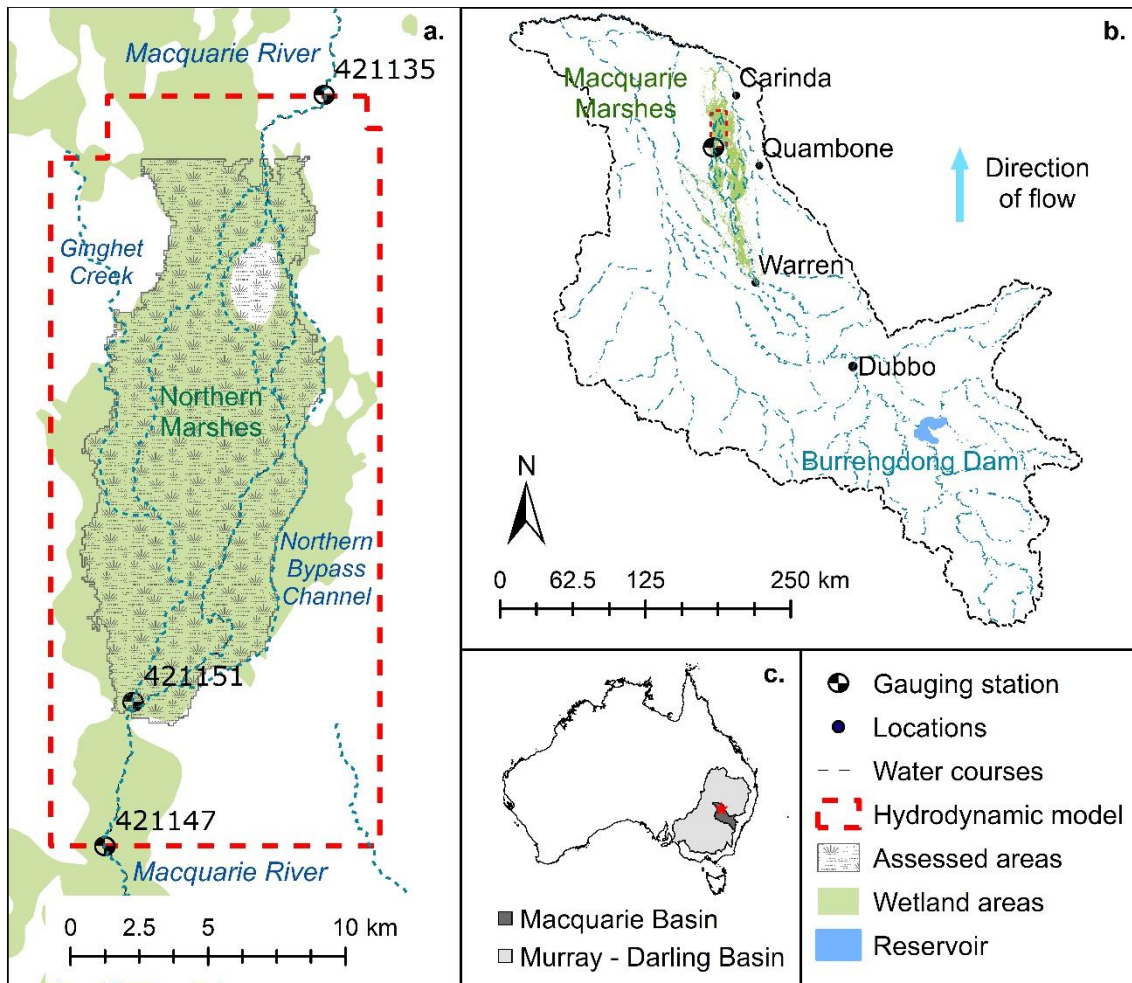 a.
Macquarie River
421135
Ginghet
Creek
Northern
Marshes
Northern
Bypass
Channel
421151
421147
Macquarie River
0 2.5 5 10 km
b.
Macquarie
Marshes
Carinda
Quambone
Direction
of flow
Warren
Dubbo
Burrengdong Dam
N
0 62.5 125 250 km
c.
Macquarie Basin
Murray - Darling Basin
Gauging station
Locations
Water courses
Hydrodynamic model
Assessed areas
Wetland areas
Reservoir